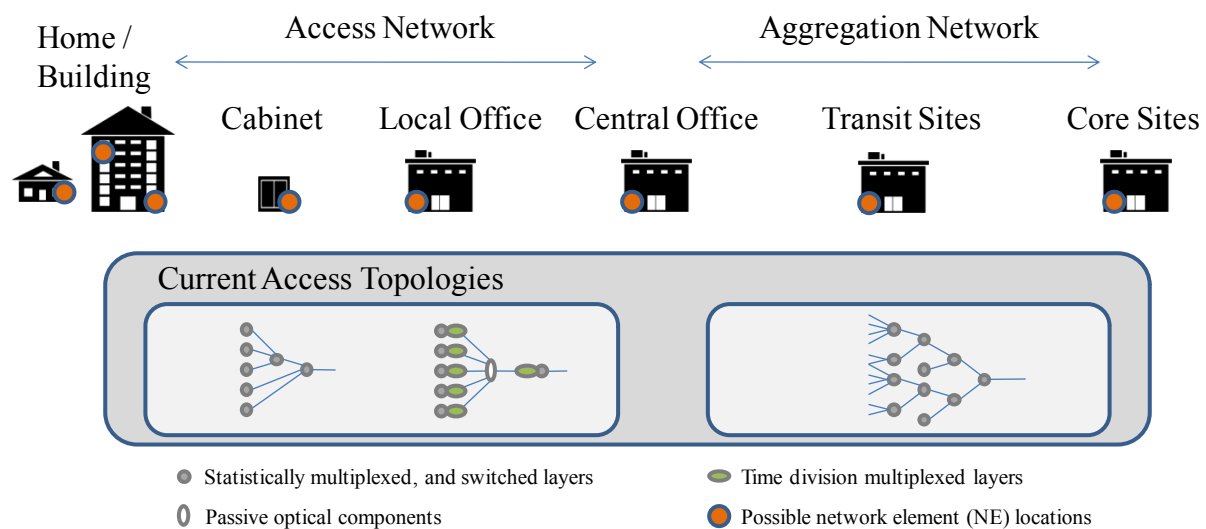 Home /
Building
Access Network
Aggregation Network
Cabinet
Local Office
Central Office
Transit Sites
Core Sites
Current Access Topologies
Statistically multiplexed, and switched layers
Time division multiplexed layers
Passive optical components
Possible network element (NE) locations